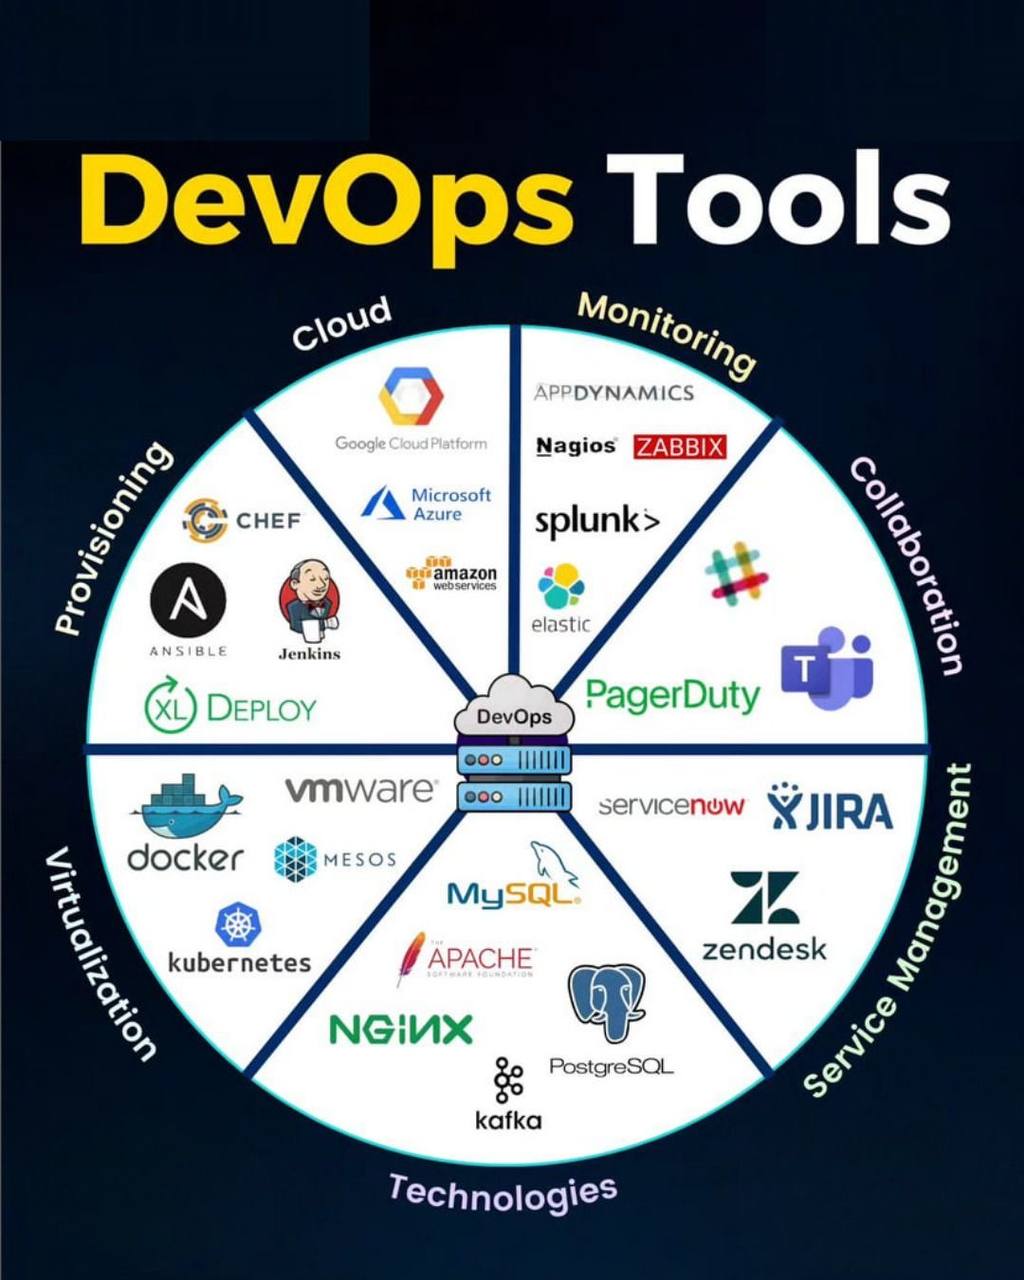 DevOps Tools
Cloud
Google Cloud Platform
Microsoft
Azure
amazon
webservices
Monitoring
APPDYNAMICS
Nagios®
ZABBIX
splunk>
elastic
Collaboration
PagerDuty
T
Service Management
servicenow
JIRA
zendesk
Technologies
MySQL®
THE
APACHE
SOFTWARE FOUNDATION
NGINX
PostgreSQL
kafka
Virtualization
docker
vmware®
MESOS
kubernetes
Provisioning
CHEF
A
ANSIBLE
Jenkins
XL DEPLOY
DevOps